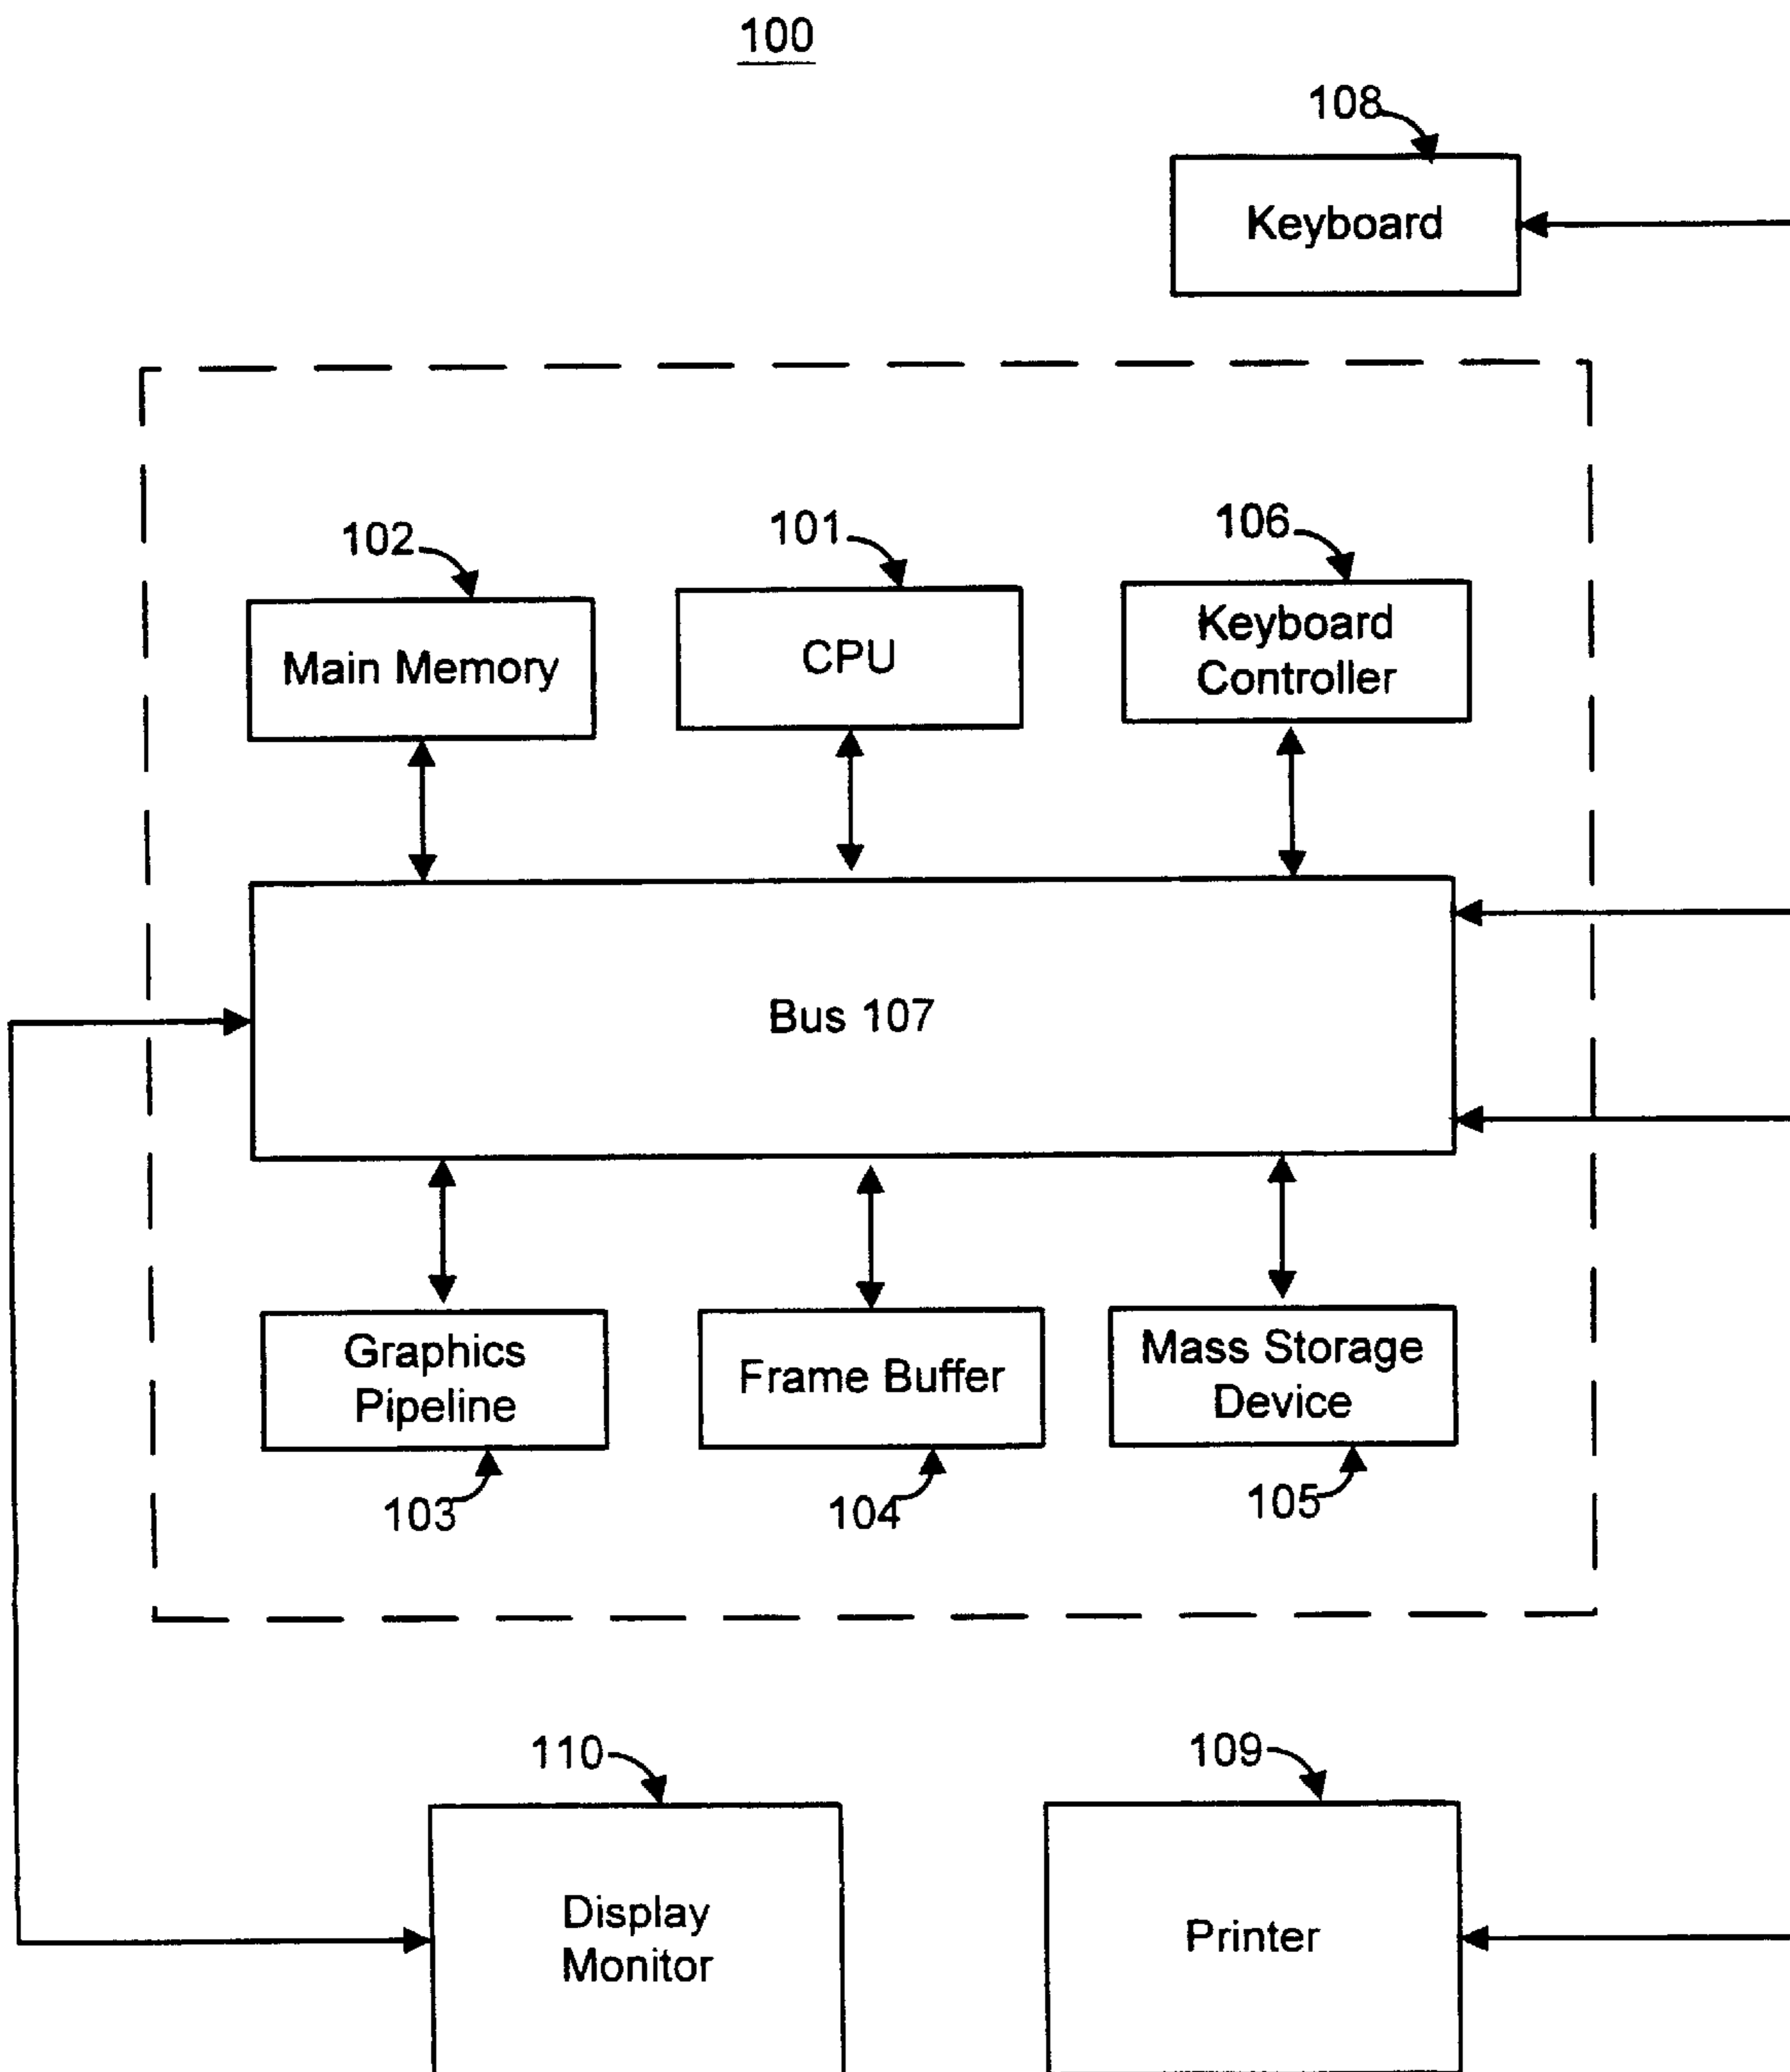 100
108
Keyboard
102
101
106
Main Memory
CPU
Keyboard
Controller
Bus 107
Graphics
Pipeline
Frame Buffer
Mass Storage
Device
103
104
105
110
109
Display
Monitor
Printer